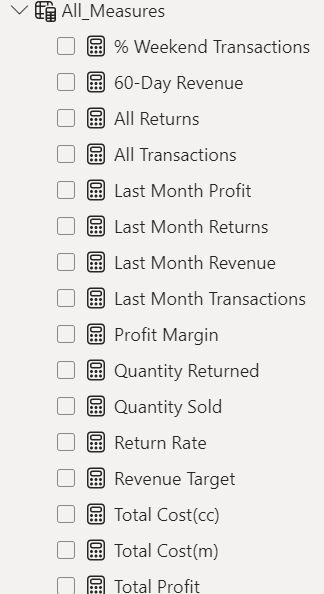 All_Measures
% Weekend Transactions
60-Day Revenue
All Returns
All Transactions
Last Month Profit
Last Month Returns
Last Month Revenue
Last Month Transactions
Profit Margin
Quantity Returned
Quantity Sold
Return Rate
Revenue Target
Total Cost(cc)
Total Cost(m)
Total Profit